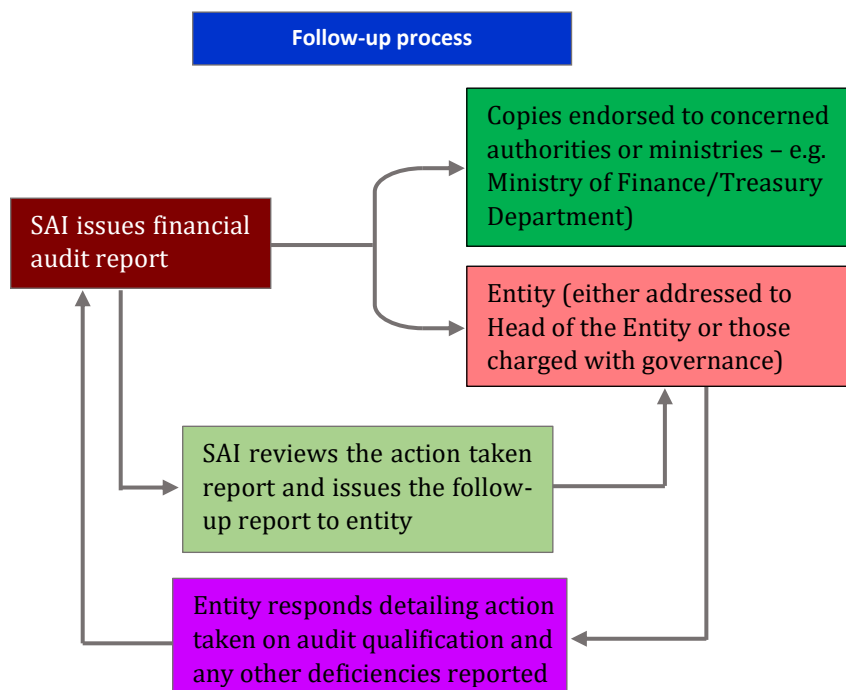 Follow-up process
Copies endorsed to concerned
authorities or ministries – e.g.
Ministry of Finance/Treasury
Department)
SAI issues financial
audit report
Entity (either addressed to
Head of the Entity or those
charged with governance)
SAI reviews the action taken
report and issues the follow-
up report to entity
Entity responds detailing action
taken on audit qualification and
any other deficiencies reported